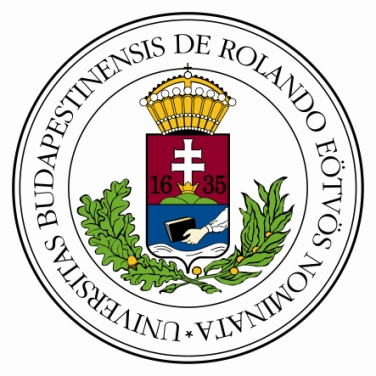 UNIVERSITAS BUDAPESTINENSIS DE ROLANDO EÖTVÖS NOMINATA *
16 35